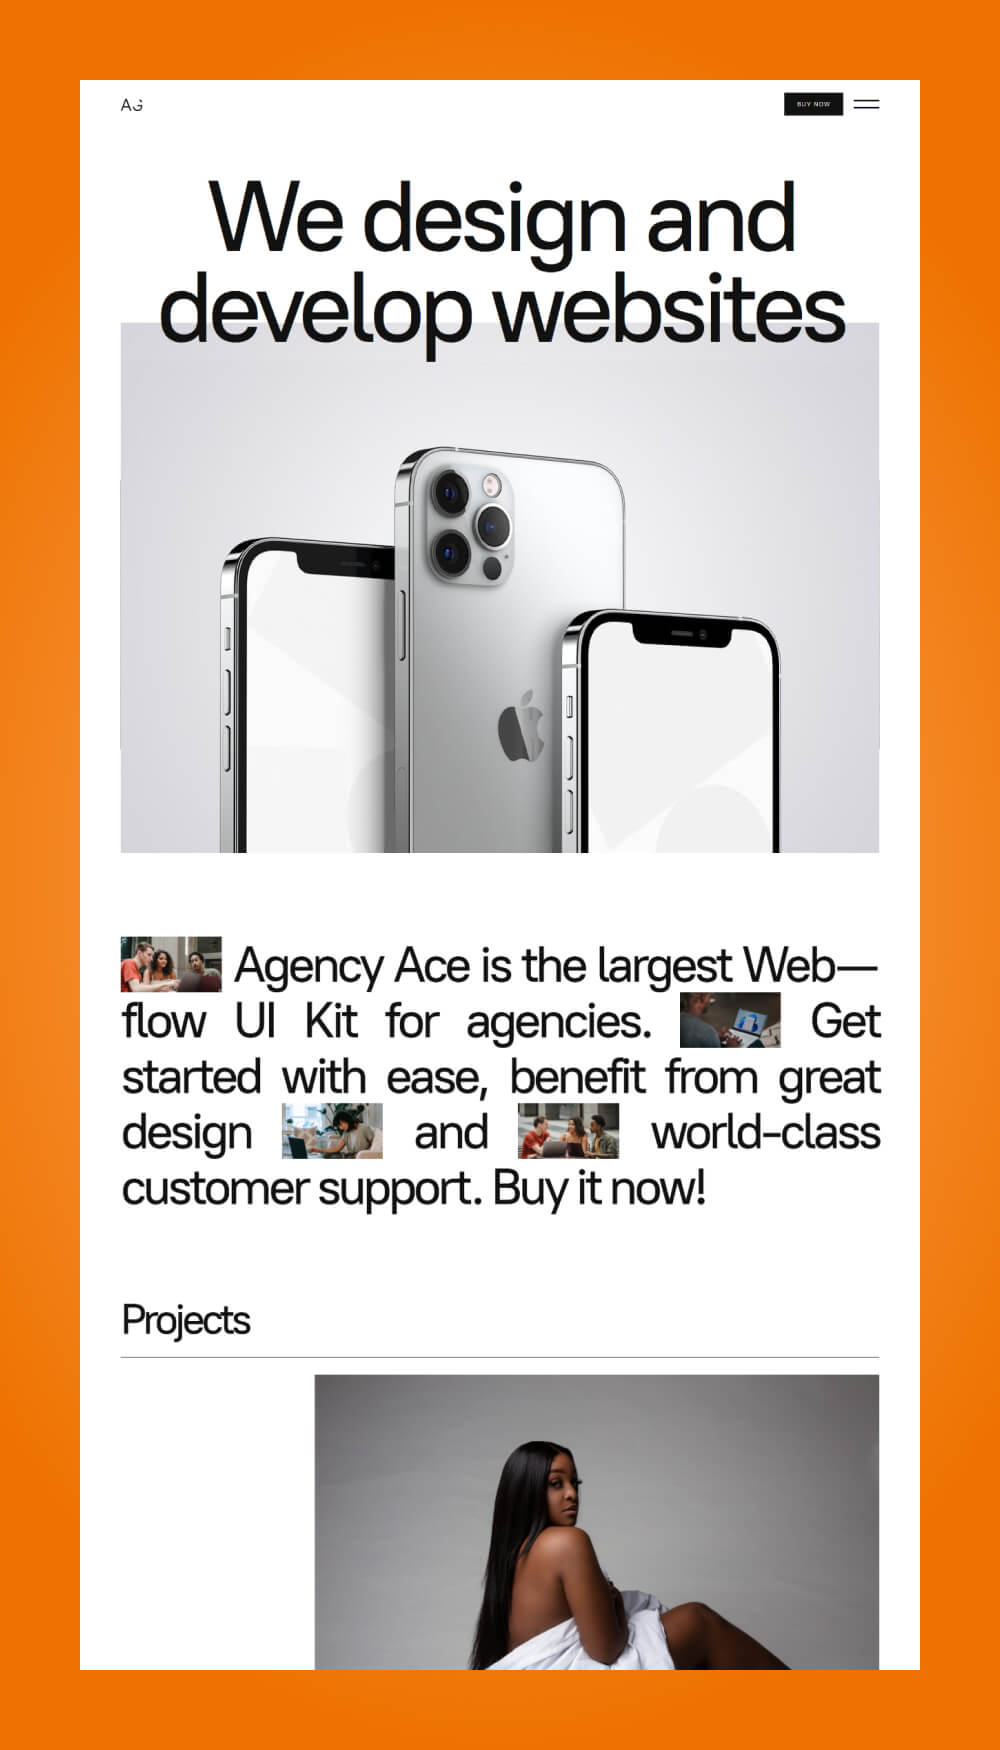 AG
BUY NOW
We design and
develop websites
Agency Ace is the largest Web—
flow UI Kit for agencies. Get
started with ease, benefit from great
design and world-class
customer support. Buy it now!
Projects